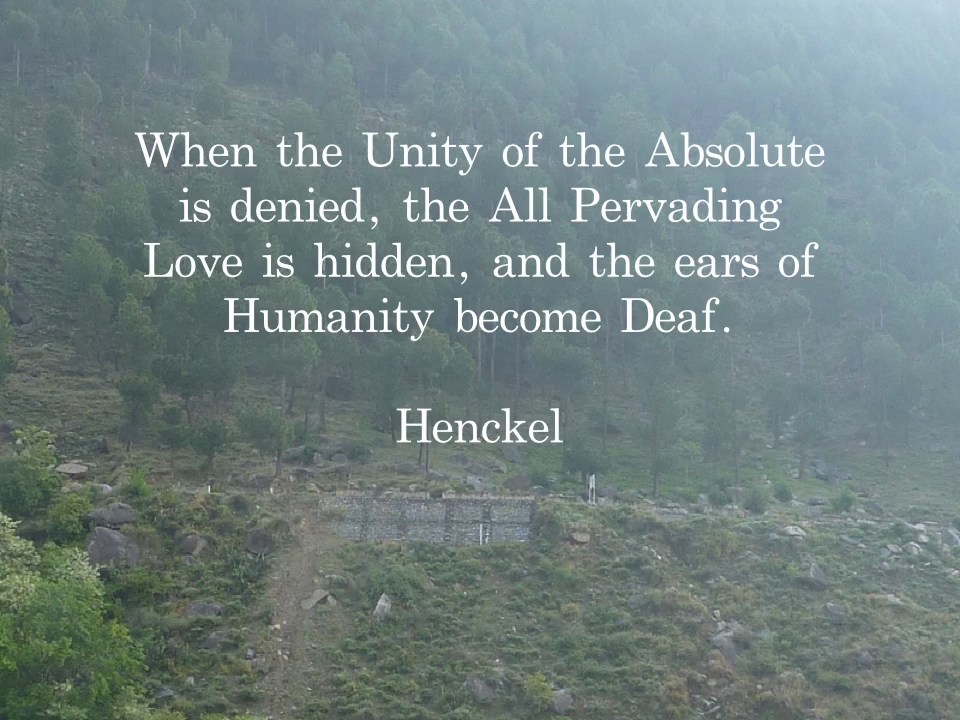 When the Unity of the Absolute
is denied, the All Pervading
Love is hidden, and the ears of
Humanity become Deaf.
Henckel